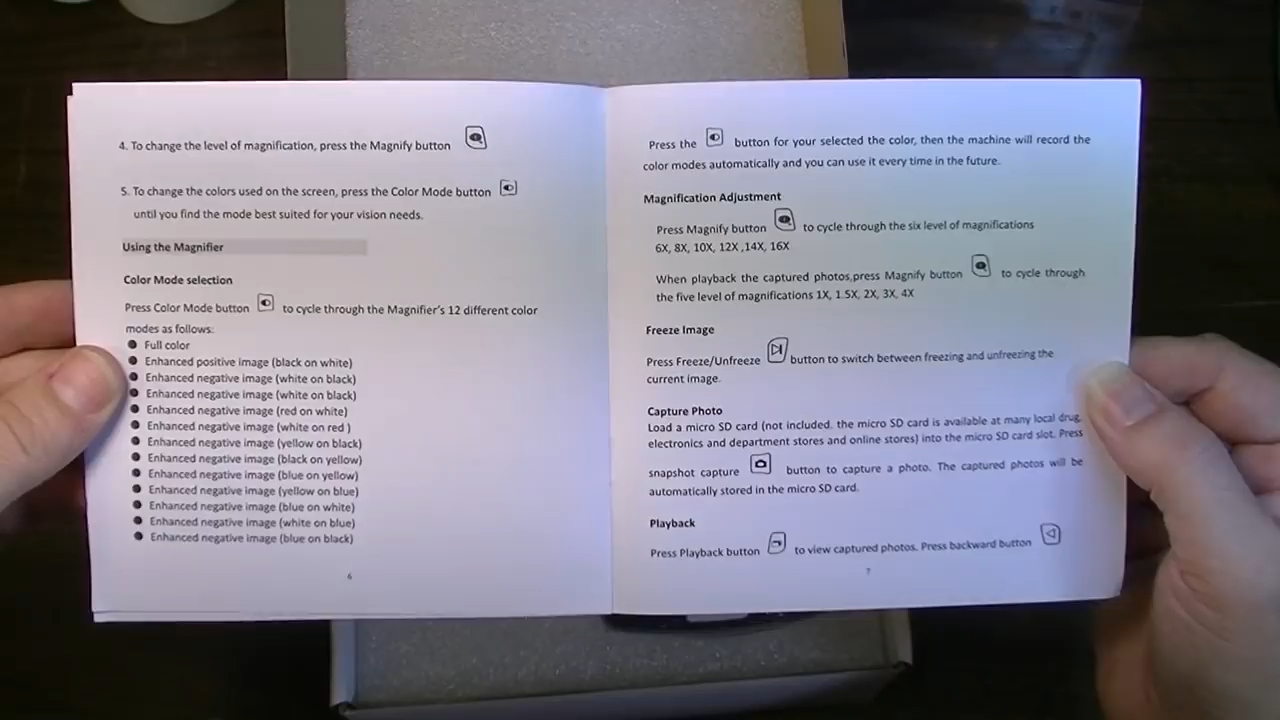 4. To change the level of magnification, press the Magnify button
5. To change the colors used on the screen, press the Color Mode button
until you find the mode best suited for your vision needs.
Using the Magnifier
Color Mode selection
Press Color Mode button to cycle through the Magnifier's 12 different color
modes as follows:
Full color
Enhanced positive image (black on white)
Enhanced negative image (white on black)
Enhanced negative image (white on black)
Enhanced negative image (red on white)
Enhanced negative image (white on red )
Enhanced negative image (yellow on black)
Enhanced negative image (black on yellow)
Enhanced negative image (blue on yellow)
Enhanced negative image (yellow on blue)
Enhanced negative image (blue on white)
Enhanced negative image (white on blue)
Enhanced negative image (blue on black)
6
Press the button for your selected the color, then the machine will record the
color modes automatically and you can use it every time in the future.
Magnification Adjustment
Press Magnify button to cycle through the six level of magnifications
6X, 8X, 10X, 12X ,14X, 16X
When playback the captured photos,press Magnify button to cycle through
the five level of magnifications 1X, 1.5X, 2X, 3X, 4X
Freeze Image
Press Freeze/Unfreeze button to switch between freezing and unfreezing the
current image.
Capture Photo
Load a micro SD card (not included. the micro SD card is available at many local drug,
electronics and department stores and online stores) into the micro SD card slot. Press
snapshot capture button to capture a photo. The captured photos will be
automatically stored in the micro SD card.
Playback
Press Playback button to view captured photos. Press backward button
7